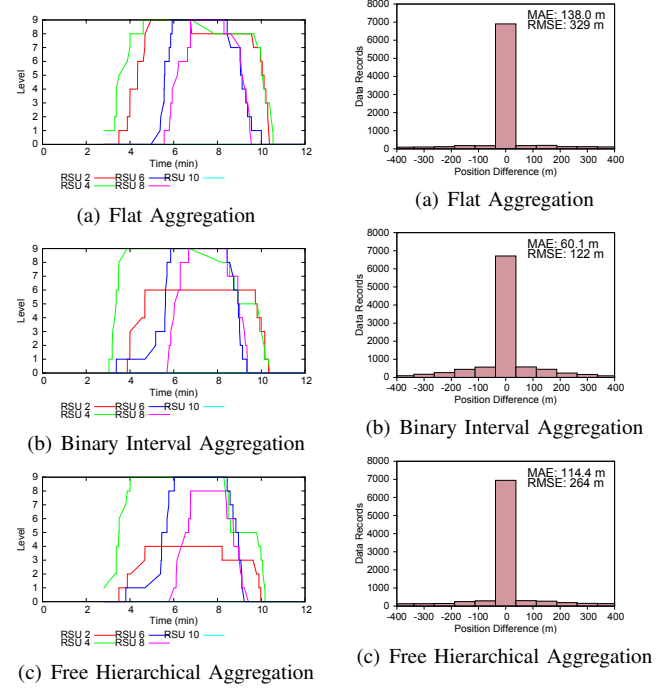 9
8
7
6
5
4
3
2
1
0
Level
0 2 4 6 8 10 12
Time (min)
RSU 2 RSU 6 RSU 10
RSU 4 RSU 8
(a) Flat Aggregation
9
8
7
6
5
4
3
2
1
0
Level
0 2 4 6 8 10 12
Time (min)
RSU 2 RSU 6 RSU 10
RSU 4 RSU 8
(b) Binary Interval Aggregation
9
8
7
6
5
4
3
2
1
0
Level
0 2 4 6 8 10 12
Time (min)
RSU 2 RSU 6 RSU 10
RSU 4 RSU 8
(c) Free Hierarchical Aggregation
8000
7000
6000
5000
4000
3000
2000
1000
0
Data Records
MAE: 138.0 m
RMSE: 329 m
-400 -300 -200 -100 0 100 200 300 400
Position Difference (m)
(a) Flat Aggregation
8000
7000
6000
5000
4000
3000
2000
1000
0
Data Records
MAE: 60.1 m
RMSE: 122 m
-400 -300 -200 -100 0 100 200 300 400
Position Difference (m)
(b) Binary Interval Aggregation
8000
7000
6000
5000
4000
3000
2000
1000
0
Data Records
MAE: 114.4 m
RMSE: 264 m
-400 -300 -200 -100 0 100 200 300 400
Position Difference (m)
(c) Free Hierarchical Aggregation